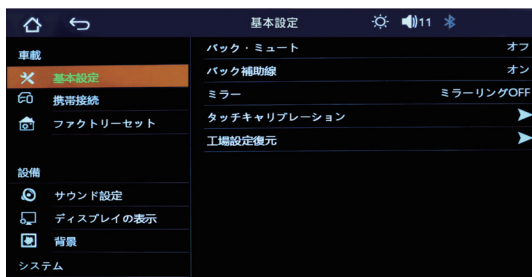 基本設定 11
車載
基本設定
携帯接続
ファクトリーセット
設備
サウンド設定
ディスプレイの表示
背景
システム
バック・ミュート オフ
バック補助線 オン
ミラー ミラーリングOFF
タッチキャリブレーション
工場設定復元